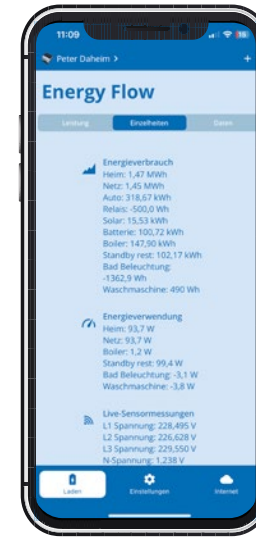 11:09
Peter Daheim > +
Energy Flow
Leistung Einzelheiten Daten
Energieverbrauch
Heim: 1,47 MWh
Netz: 1,45 MWh
Auto: 318,67 kWh
Relais: -500,0 Wh
Solar: 15,53 kWh
Batterie: 100,72 kWh
Boiler: 147,90 kWh
Standby rest: 102,17 kWh
Bad Beleuchtung:
-1362,9 Wh
Waschmaschine: 490 Wh
Energieverwendung
Heim: 93,7 W
Netz: 93,7 W
Boiler: 1,2 W
Standby rest: 99,4 W
Bad Beleuchtung: -3,1 W
Waschmaschine: -3,8 W
Live-Sensormessungen
L1 Spannung: 228,495 V
L2 Spannung: 226,628 V
L3 Spannung: 229,550 V
N-Spannung: 1,238 V
Laden Einstellungen Internet